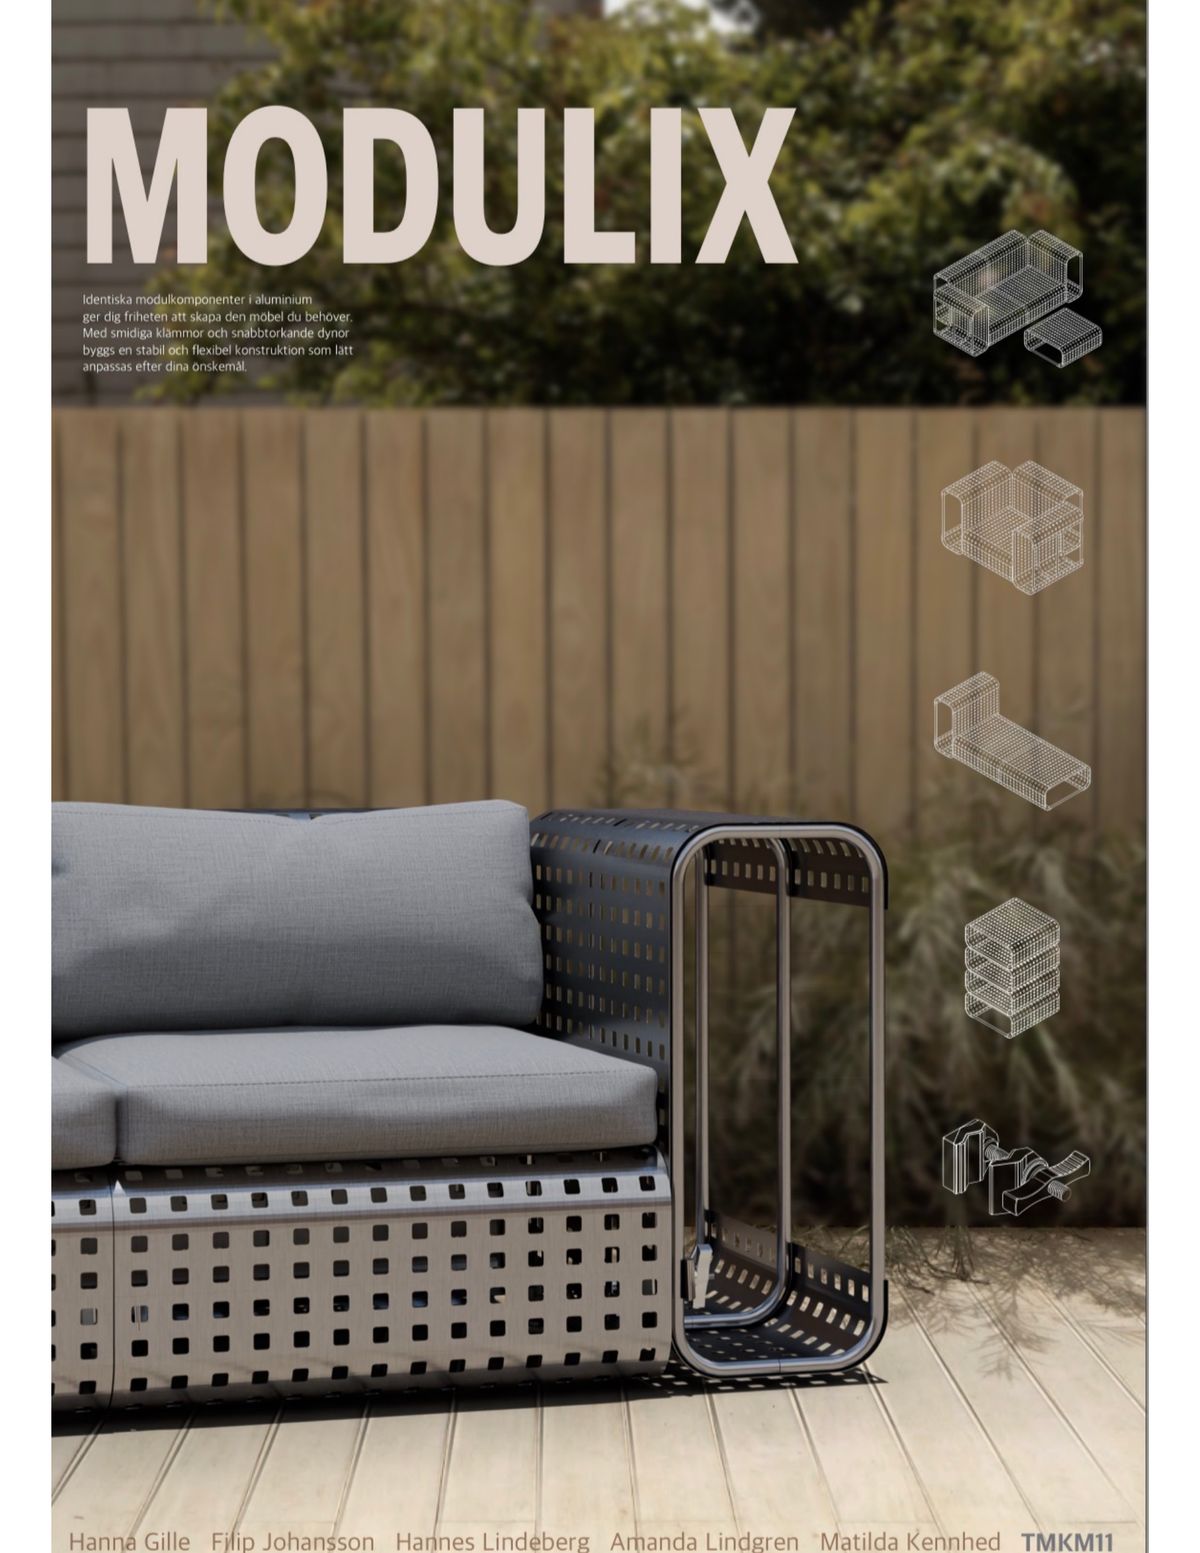 MODULIX
Identiska modulkomponenter i aluminium
ger dig friheten att skapa den möbel du behöver.
Med smidiga klämmor och snabbtorkande dynor
byggs en stabil och flexibel konstruktion som lätt
anpassas efter dina önskemål.
Hanna Gille Filip Johansson Hannes Lindeberg Amanda Lindgren Matilda Kennhed TMKM11